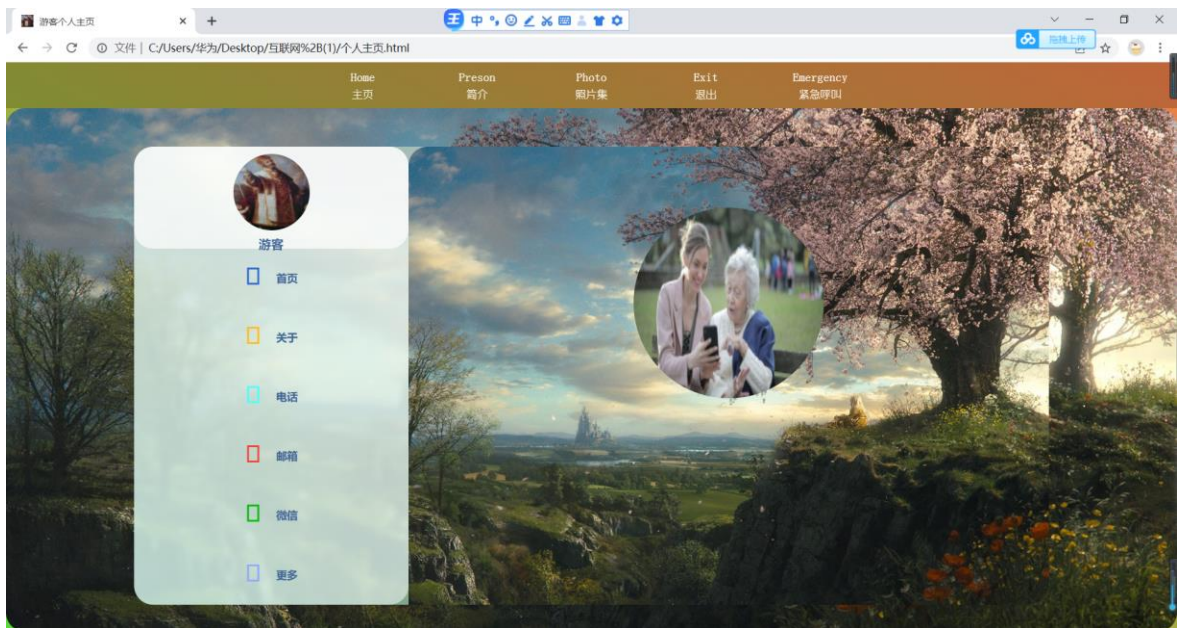 游客个人主页
中
拖拽上传
文件 | C:/Users/华为/Desktop/互联网%2B(1)/个人主页.html
Home Preson Photo Exit Emergency
主页 简介 照片集 退出 紧急呼叫
游客
首页
关于
电话
邮箱
微信
更多